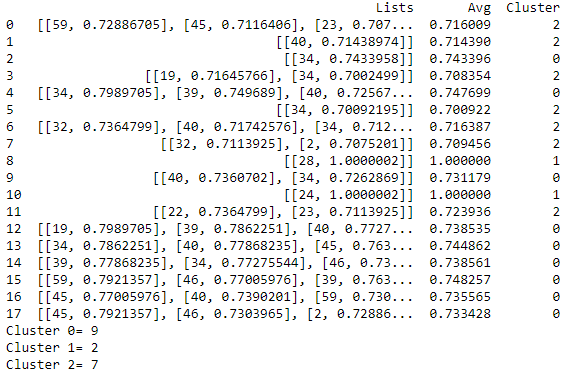 Lists Avg Cluster
0 [[59, 0.72886705], [45, 0.7116406], [23, 0.707... 0.716009 2
1 [[40, 0.71438974]] 0.714390 2
2 [[34, 0.7433958]] 0.743396 0
3 [[19, 0.71645766], [34, 0.7002499]] 0.708354 2
4 [[34, 0.7989705], [39, 0.749689], [40, 0.72567... 0.747699 0
5 [[34, 0.70092195]] 0.700922 2
6 [[32, 0.7364799], [40, 0.71742576], [34, 0.712... 0.716387 2
7 [[32, 0.7113925], [2, 0.7075201]] 0.709456 2
8 [[28, 1.0000002]] 1.000000 1
9 [[40, 0.7360702], [34, 0.7262869]] 0.731179 0
10 [[24, 1.0000002]] 1.000000 1
11 [[22, 0.7364799], [23, 0.7113925]] 0.723936 2
12 [[19, 0.7989705], [39, 0.7862251], [40, 0.7727... 0.738535 0
13 [[34, 0.7862251], [40, 0.77868235], [45, 0.763... 0.744862 0
14 [[39, 0.77868235], [34, 0.77275544], [46, 0.73... 0.738561 0
15 [[59, 0.7921357], [46, 0.77005976], [39, 0.763... 0.748257 0
16 [[45, 0.77005976], [40, 0.7390201], [59, 0.730... 0.735565 0
17 [[45, 0.7921357], [46, 0.7303965], [2, 0.72886... 0.733428 0
Cluster 0= 9
Cluster 1= 2
Cluster 2= 7